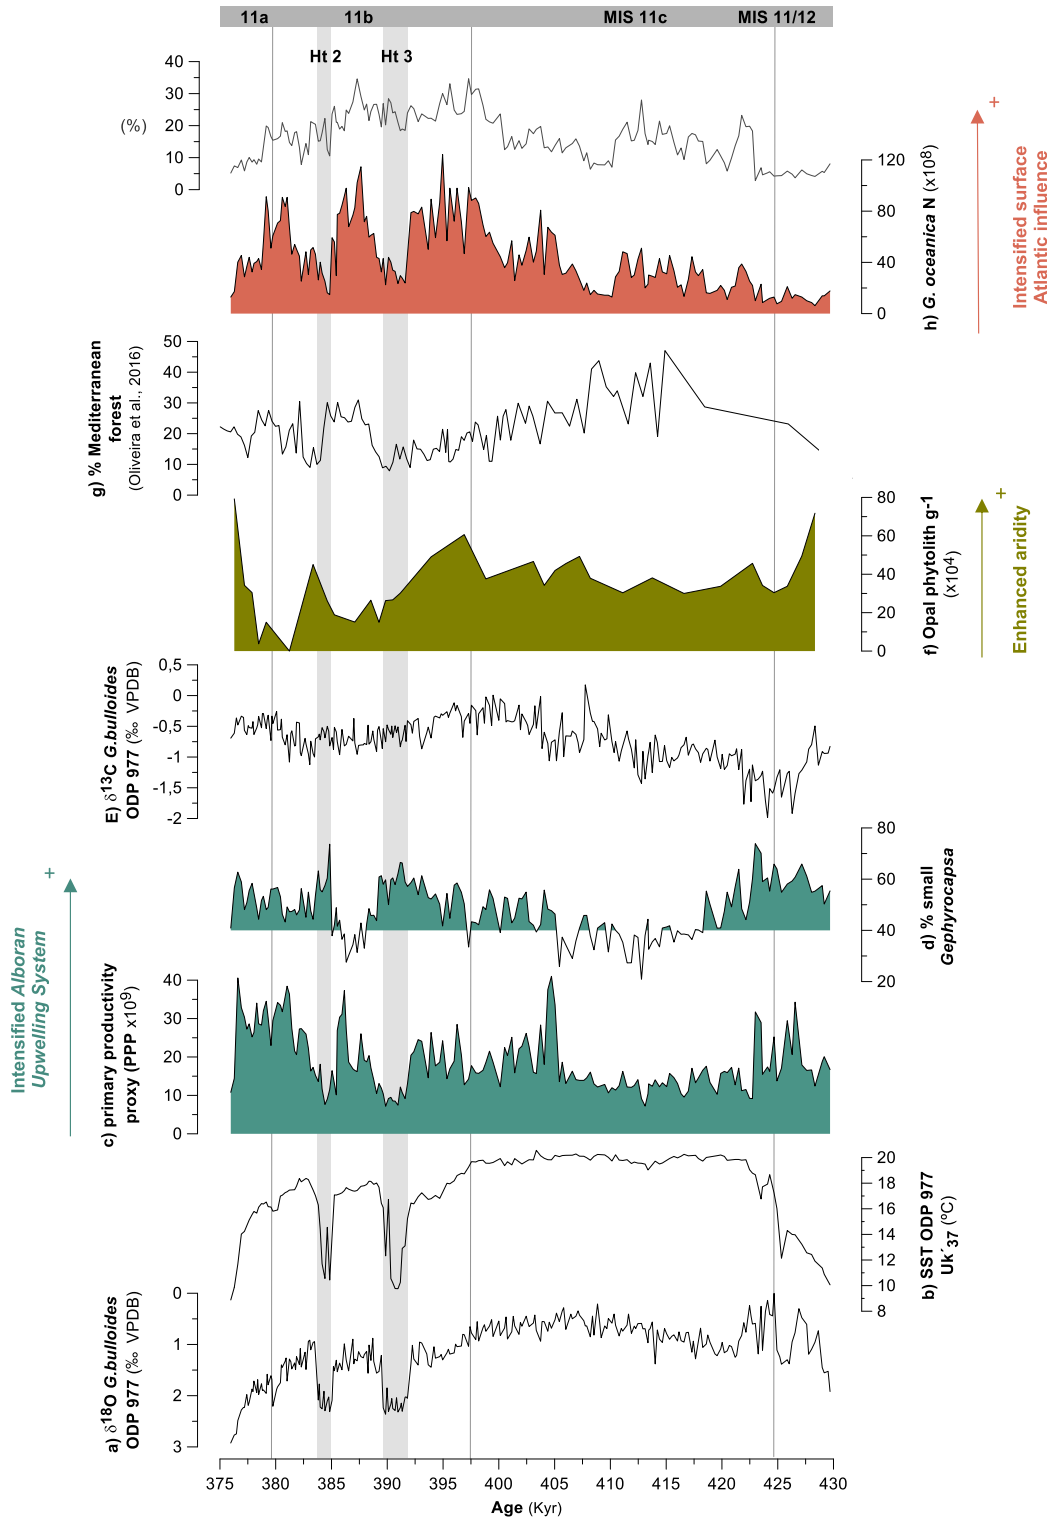 11a 11b MIS 11c MIS 11/12
Ht 2 Ht 3
40
30
20
10
0
(%)
120
80
40
0
h) G. oceanica N (x10⁸)
+
Intensified surface
Atlantic influence
50
40
30
20
10
0
g) % Mediterranean
forest
(Oliveira et al., 2016)
80
60
40
20
0
f) Opal phytolith g-1
(x10⁴)
+
Enhanced aridity
0,5
0
-0,5
-1
-1,5
-2
E) δ13C G.bulloides
ODP 977 (‰ VPDB)
80
60
40
20
d) % small
Gephyrocapsa
+
Intensified Alboran
Upwelling System
40
30
20
10
0
c) primary productivity
proxy (PPP x10⁹)
20
18
16
14
12
10
8
b) SST ODP 977
Uk´37 (ºC)
0
1
2
3
a) δ18O G.bulloides
ODP 977 (‰ VPDB)
375 380 385 390 395 400 405 410 415 420 425 430
Age (Kyr)